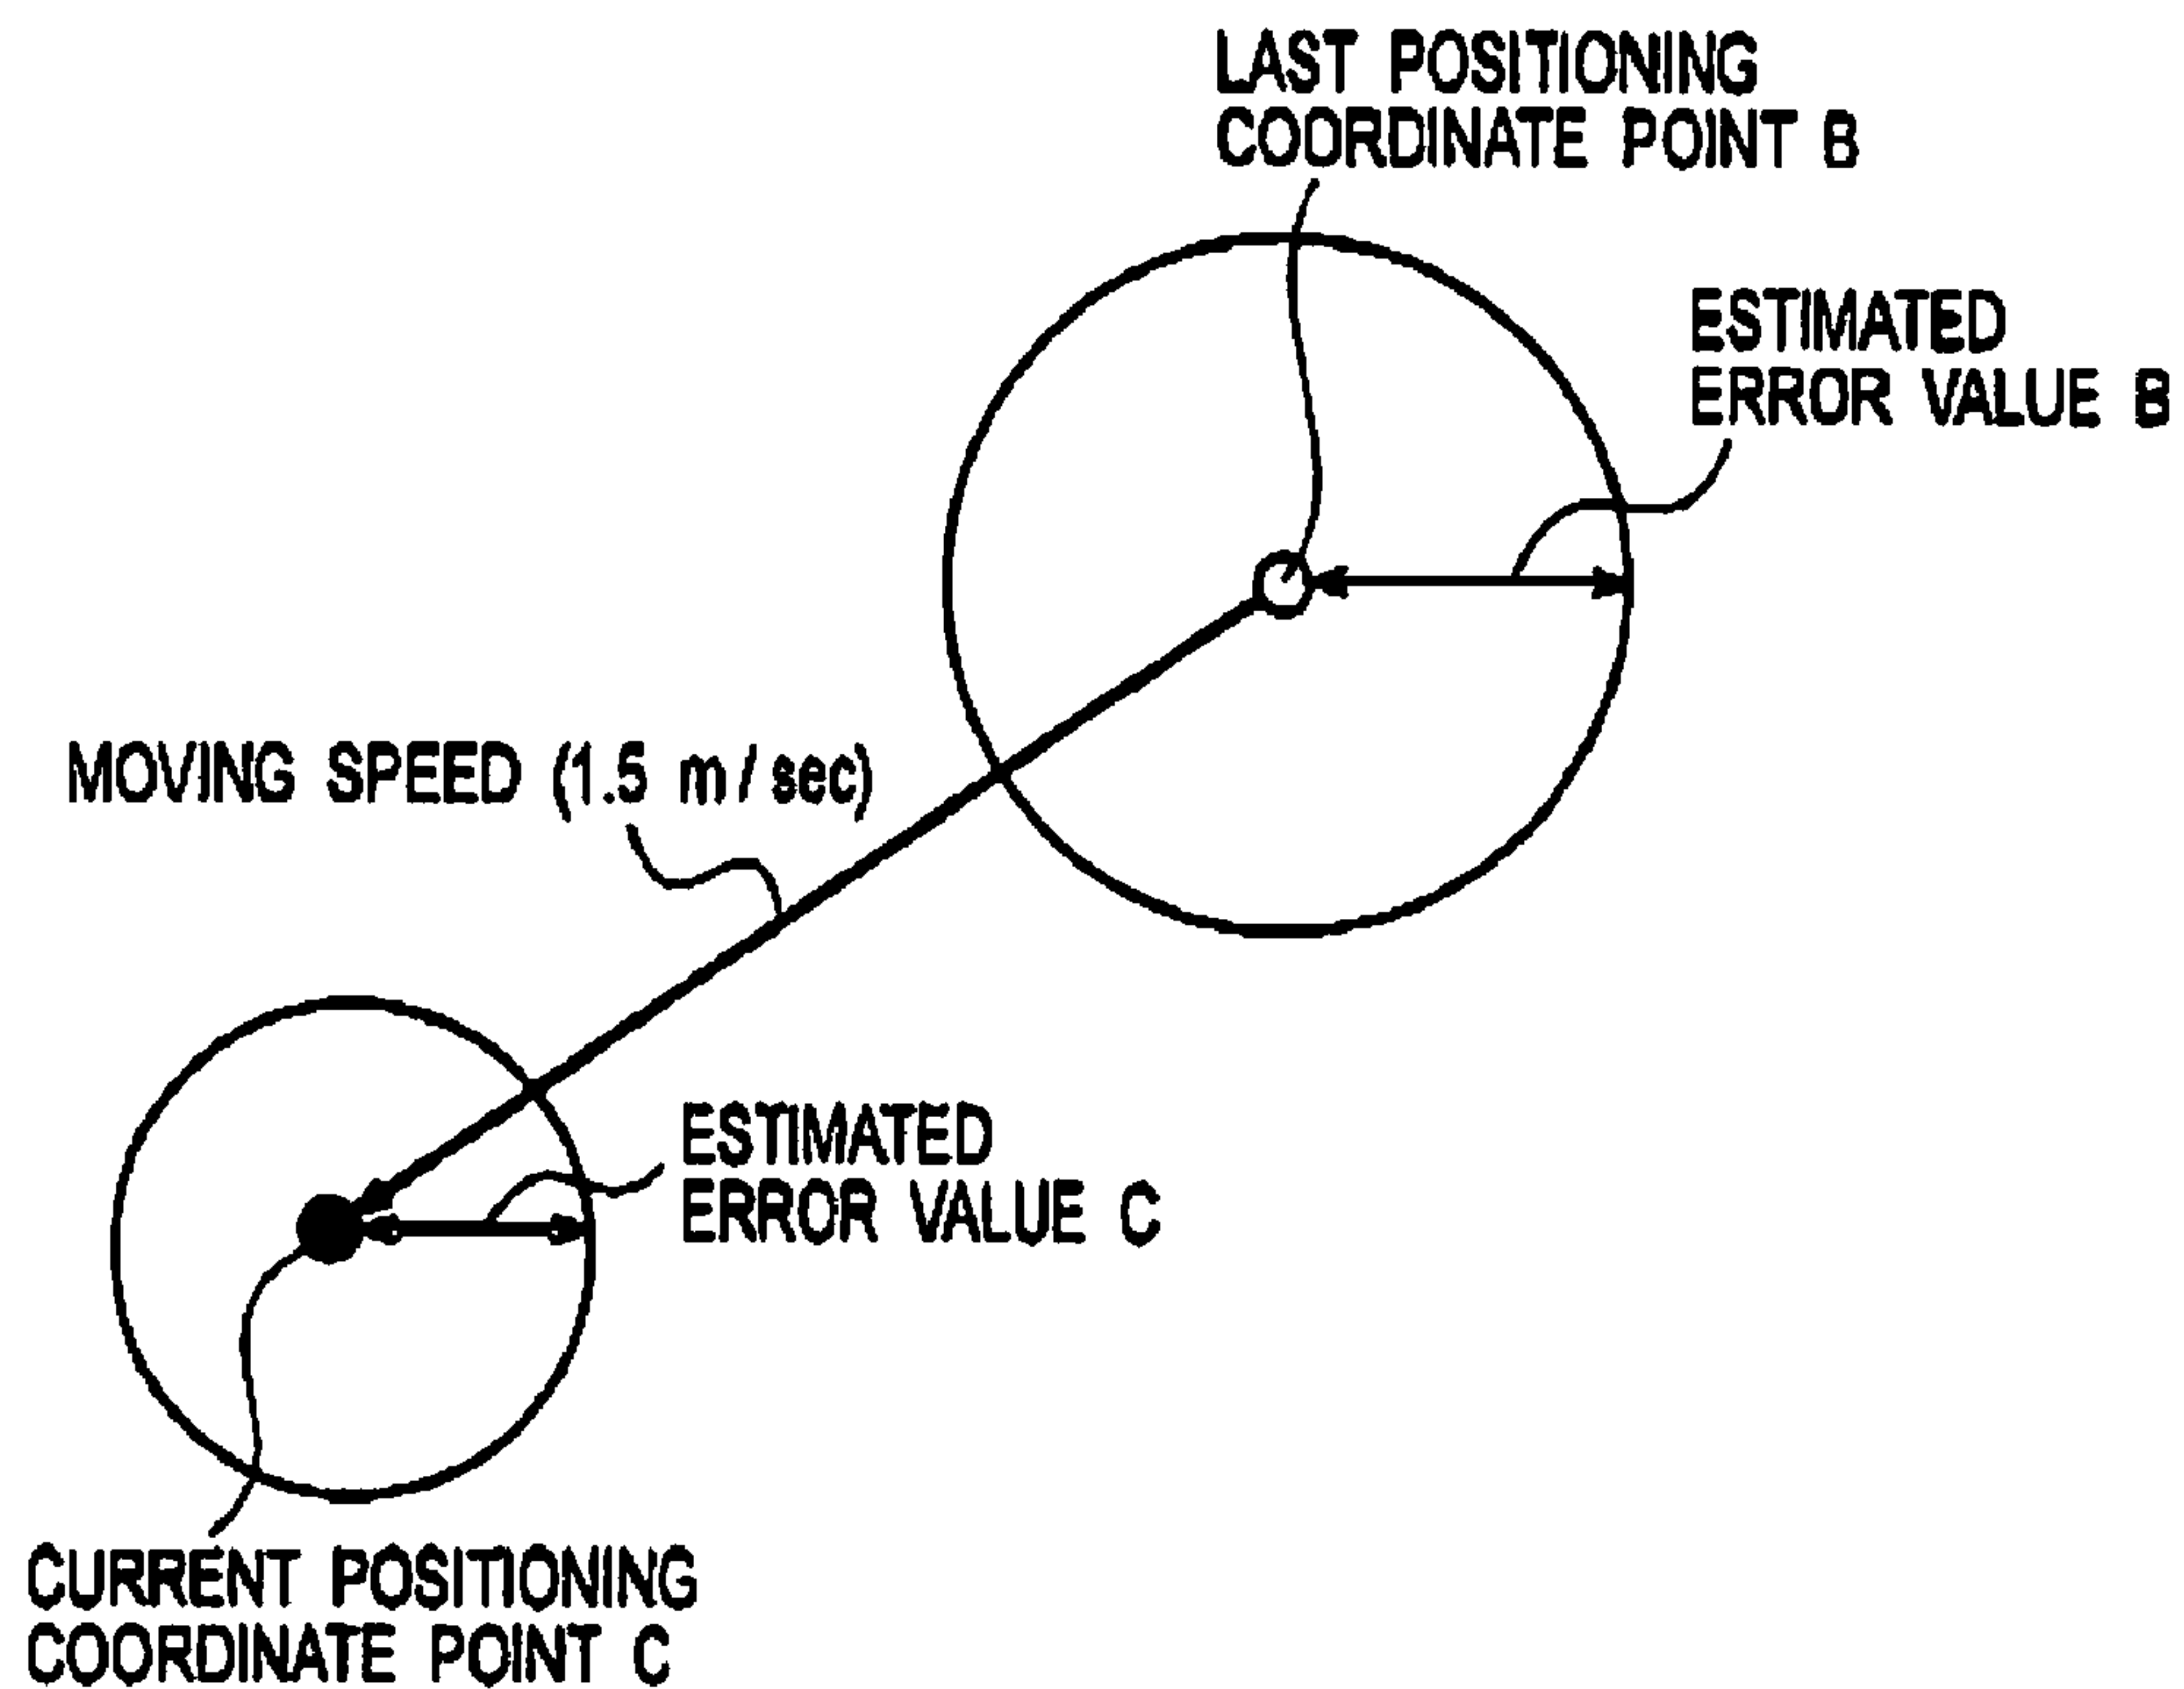 LAST POSITIONING
COORDINATE POINT B
ESTIMATED
ERROR VALUE B
MOVING SPEED (1.5 m/sec)
ESTIMATED
ERROR VALUE C
CURRENT POSITIONING
COORDINATE POINT C